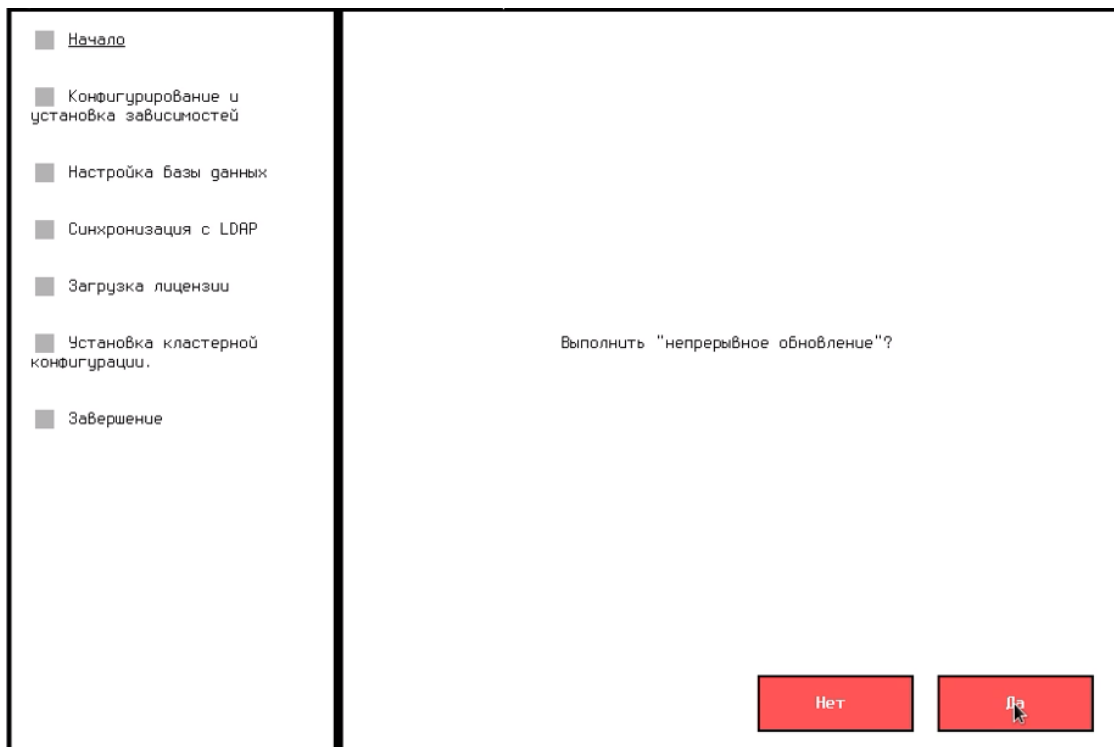 Начало
Конфигурирование и
установка зависимостей
Настройка базы данных
Синхронизация с LDAP
Загрузка лицензии
Установка кластерной
конфигурации.
Завершение
Выполнить "непрерывное обновление"?
Нет
Да